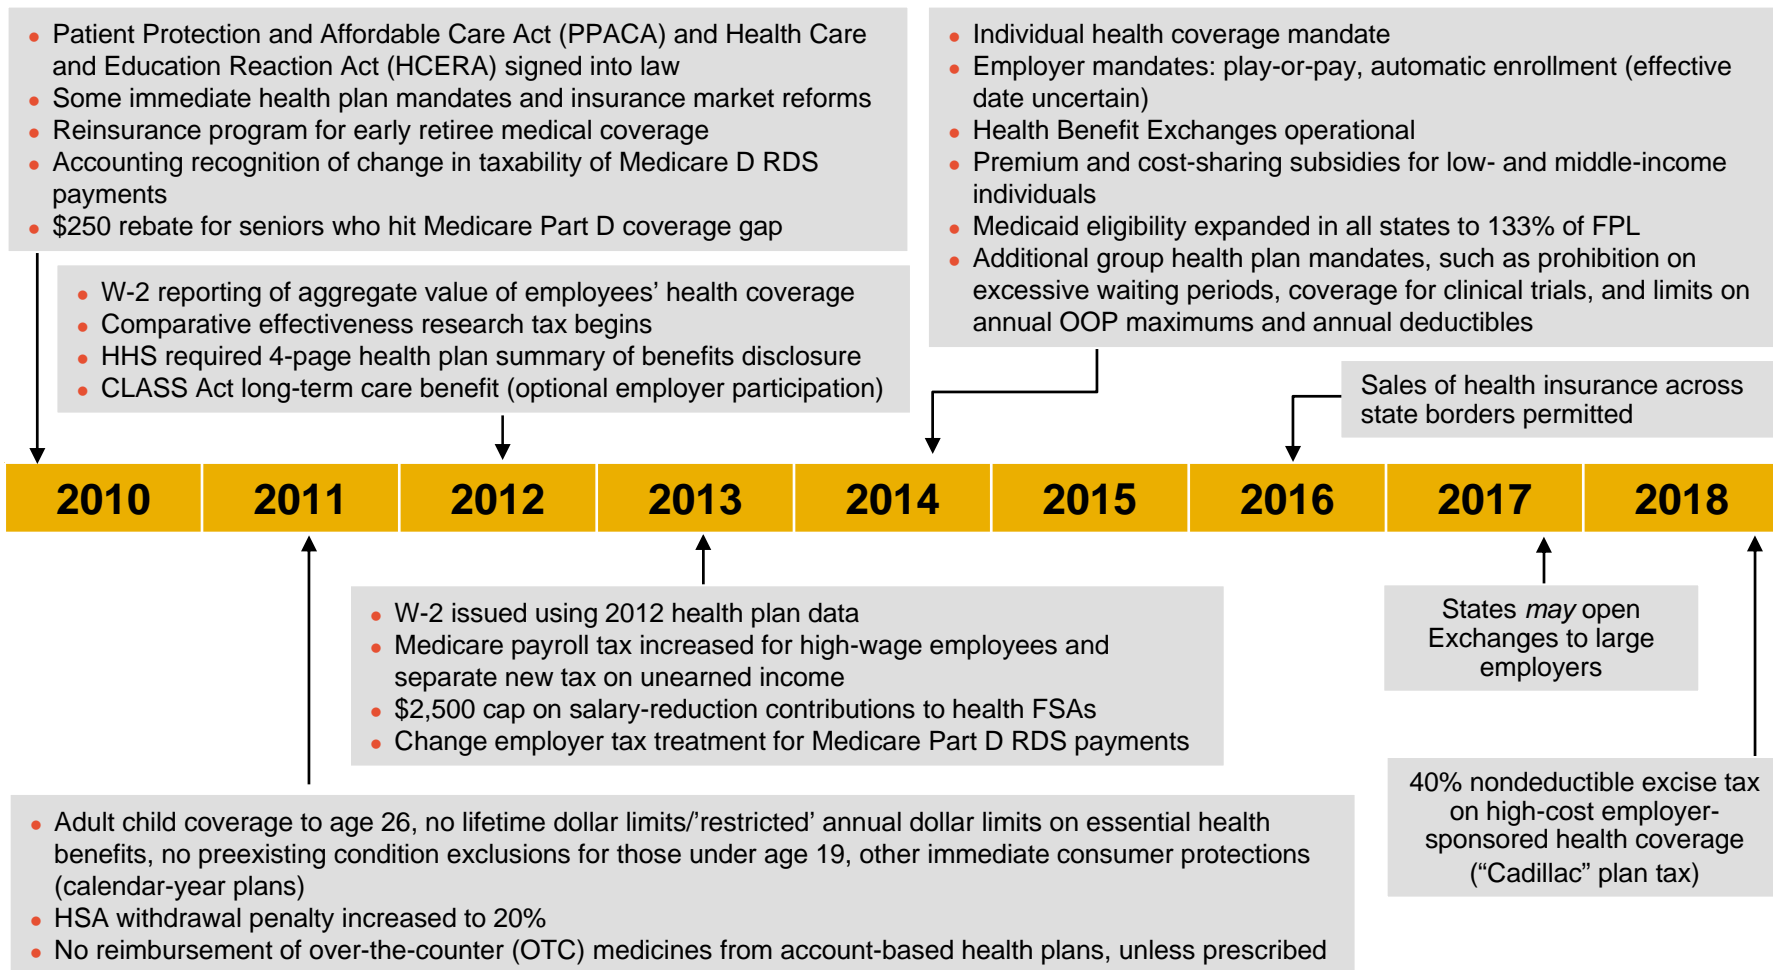 • Patient Protection and Affordable Care Act (PPACA) and Health Care
and Education Reaction Act (HCERA) signed into law
• Some immediate health plan mandates and insurance market reforms
• Reinsurance program for early retiree medical coverage
• Accounting recognition of change in taxability of Medicare D RDS
payments
• $250 rebate for seniors who hit Medicare Part D coverage gap
• Individual health coverage mandate
• Employer mandates: play-or-pay, automatic enrollment (effective
date uncertain)
• Health Benefit Exchanges operational
• Premium and cost-sharing subsidies for low- and middle-income
individuals
• Medicaid eligibility expanded in all states to 133% of FPL
• Additional group health plan mandates, such as prohibition on
excessive waiting periods, coverage for clinical trials, and limits on
annual OOP maximums and annual deductibles
• W-2 reporting of aggregate value of employees’ health coverage
• Comparative effectiveness research tax begins
• HHS required 4-page health plan summary of benefits disclosure
• CLASS Act long-term care benefit (optional employer participation)
Sales of health insurance across
state borders permitted
2010 2011 2012 2013 2014 2015 2016 2017 2018
• W-2 issued using 2012 health plan data
• Medicare payroll tax increased for high-wage employees and
separate new tax on unearned income
• $2,500 cap on salary-reduction contributions to health FSAs
• Change employer tax treatment for Medicare Part D RDS payments
States may open
Exchanges to large
employers
40% nondeductible excise tax
on high-cost employer-
sponsored health coverage
(“Cadillac” plan tax)
• Adult child coverage to age 26, no lifetime dollar limits/’restricted’ annual dollar limits on essential health
benefits, no preexisting condition exclusions for those under age 19, other immediate consumer protections
(calendar-year plans)
• HSA withdrawal penalty increased to 20%
• No reimbursement of over-the-counter (OTC) medicines from account-based health plans, unless prescribed